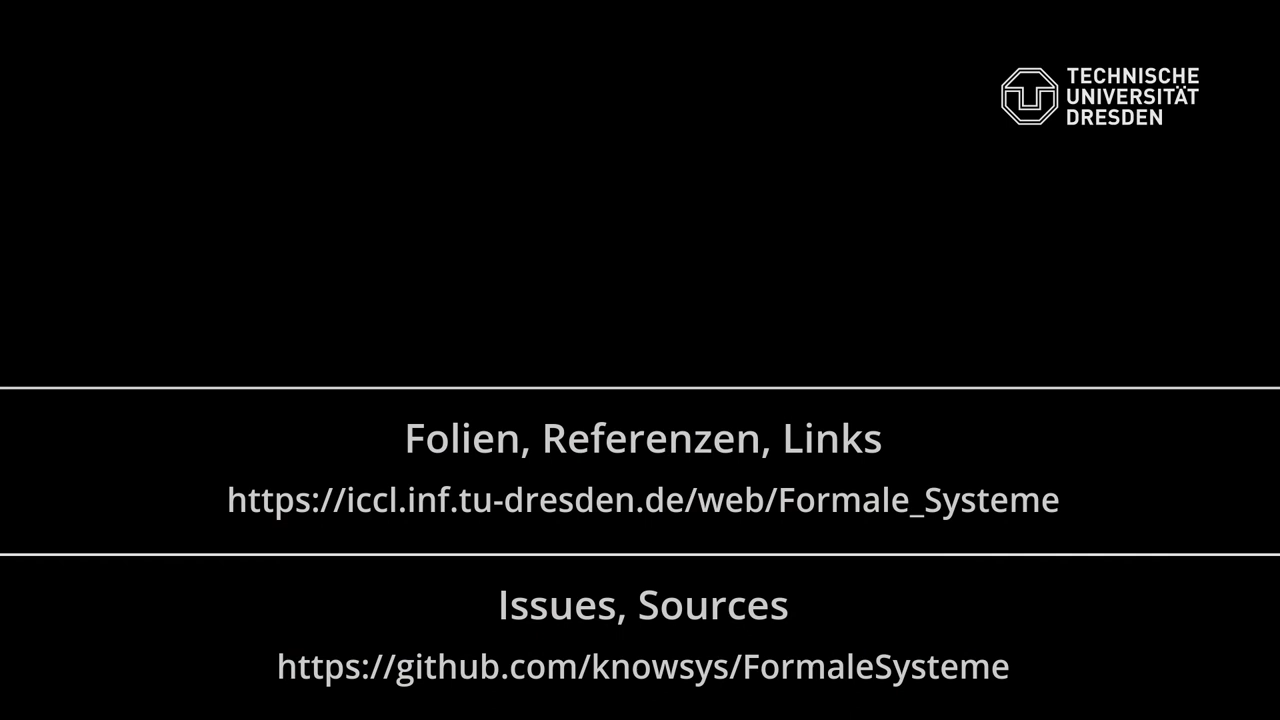 TECHNISCHE
UNIVERSITÄT
DRESDEN
Folien, Referenzen, Links
https://iccl.inf.tu-dresden.de/web/Formale_Systeme
Issues, Sources
https://github.com/knowsys/FormaleSysteme